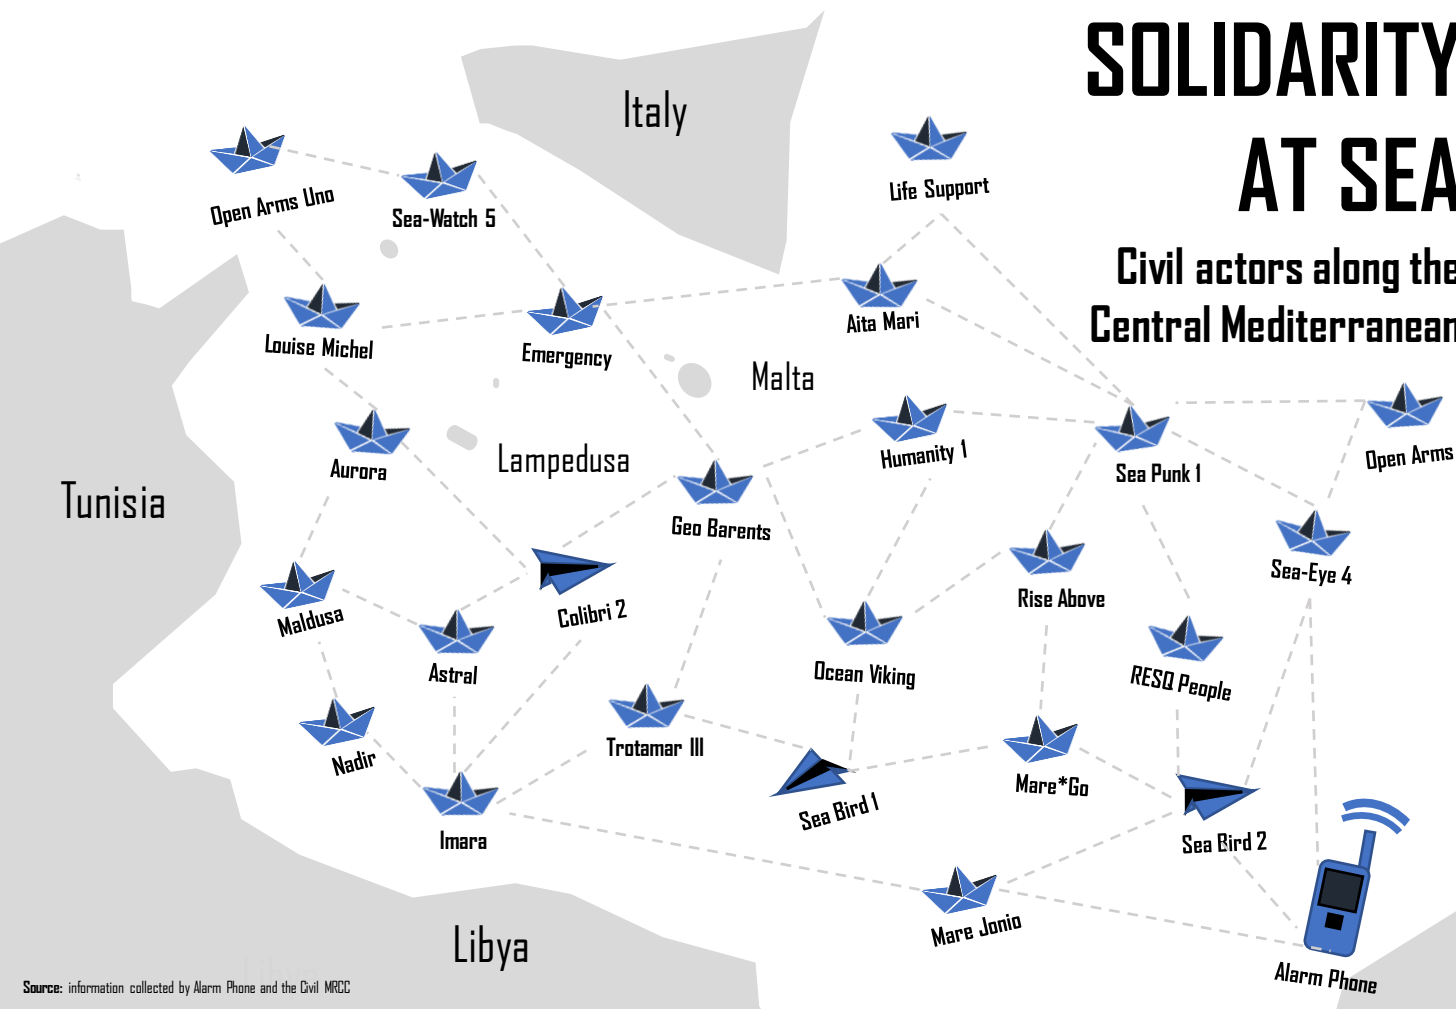 SOLIDARITY
AT SEA
Civil actors along the
Central Mediterranean
Italy
Life Support
Open Arms Uno
Sea-Watch 5
Aita Mari
Louise Michel
Emergency
Malta
Humanity 1
Open Arms
Aurora
Lampedusa
Sea Punk 1
Tunisia
Geo Barents
Sea-Eye 4
Rise Above
Colibri 2
Maldusa
Astral
Ocean Viking
RESQ People
Trotamar III
Nadir
Mare*Go
Sea Bird 1
Imara
Sea Bird 2
Mare Jonio
Libya
Alarm Phone
Libya
Source: information collected by Alarm Phone and the Civil MRCC